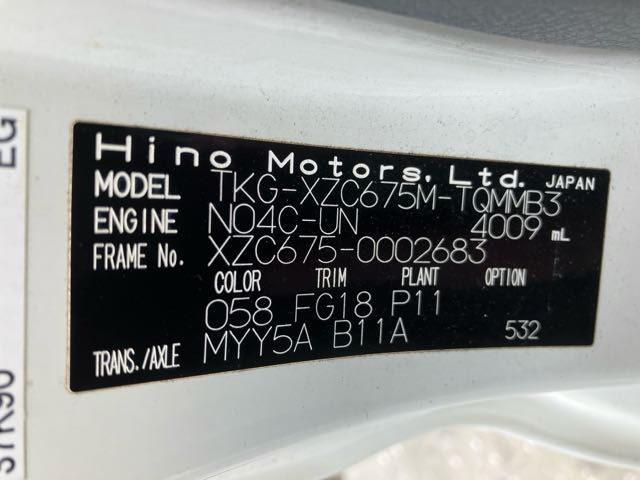 Hino Motors, Ltd. JAPAN
MODEL TKG-XZC675M-TQMMB3
ENGINE N04C-UN 4009 mL
FRAME No. XZC675-0002683
COLOR TRIM PLANT OPTION
058 FG18 P11
TRANS./AXLE MYY5A B11A 532
EG